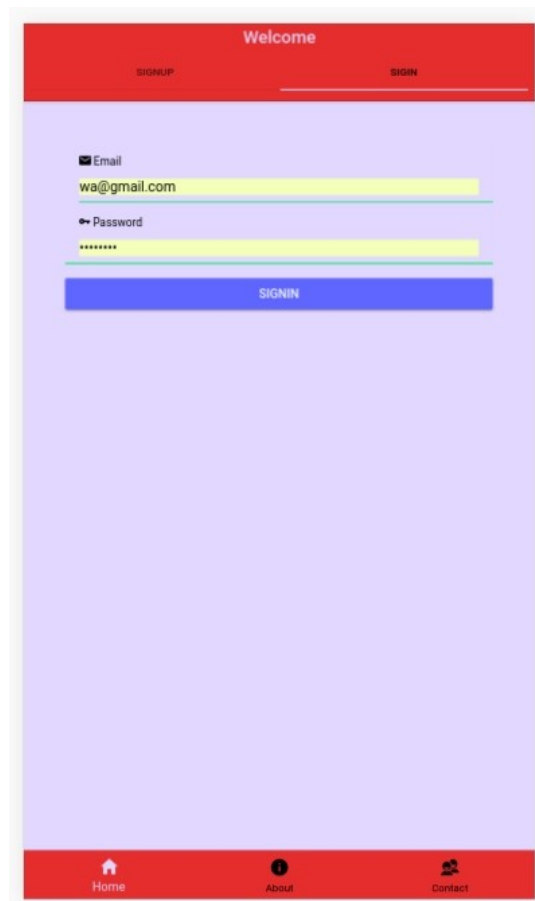 Welcome
SIGNUP SIGIN
Email
wa@gmail.com
Password
••••••••
SIGNIN
Home About Contact